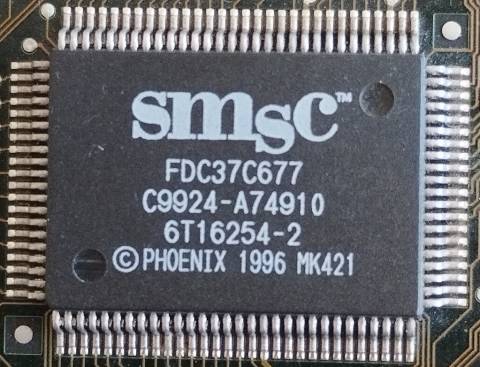 smsc™
FDC37C677
C9924-A74910
6T16254-2
©PHOENIX 1996 MK421